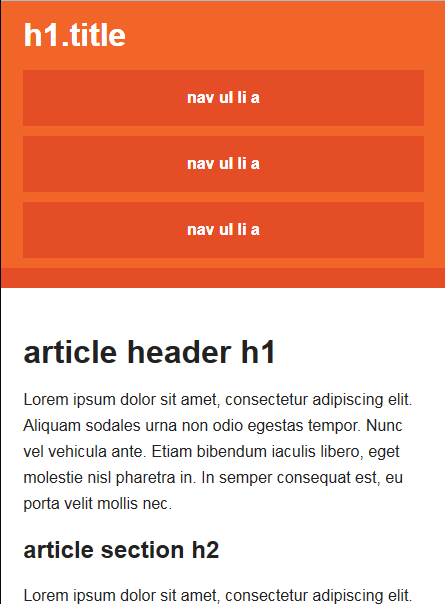 h1.title
nav ul li a
nav ul li a
nav ul li a
article header h1
Lorem ipsum dolor sit amet, consectetur adipiscing elit.
Aliquam sodales urna non odio egestas tempor. Nunc
vel vehicula ante. Etiam bibendum iaculis libero, eget
molestie nisl pharetra in. In semper consequat est, eu
porta velit mollis nec.
article section h2
Lorem ipsum dolor sit amet, consectetur adipiscing elit.